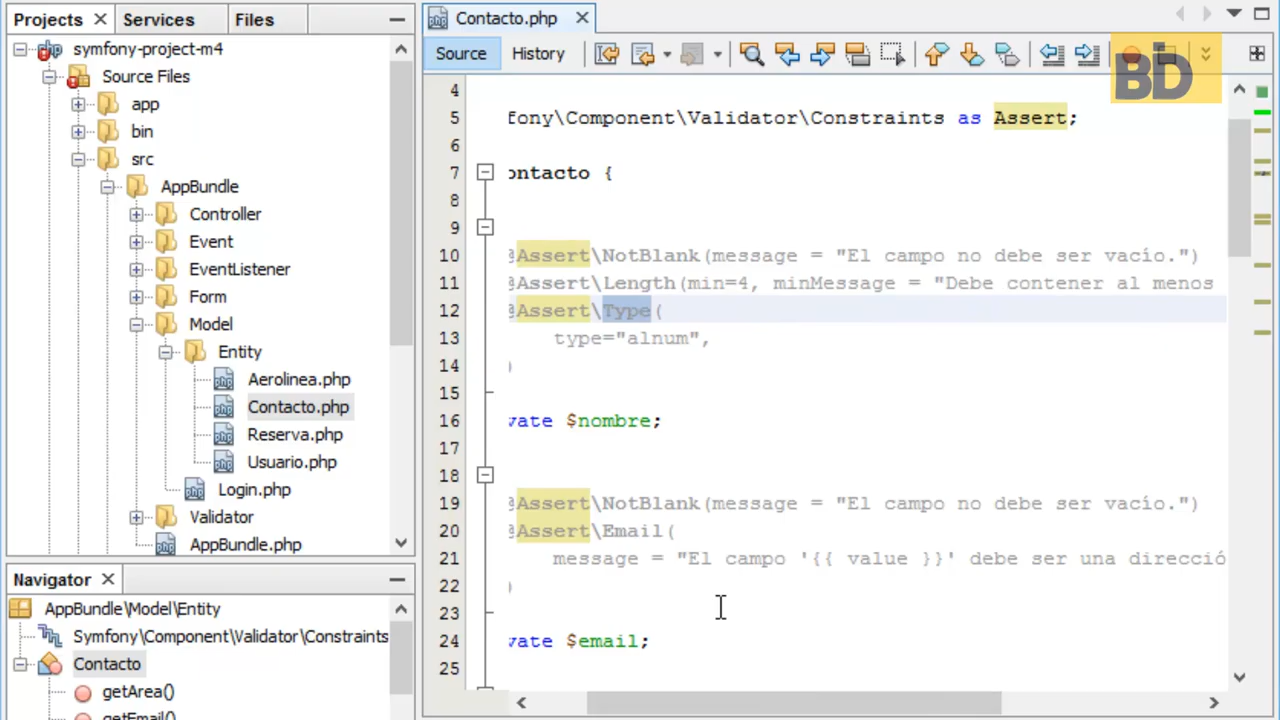 Projects
Services
Files
symfony-project-m4
Source Files
app
bin
src
AppBundle
Controller
Event
EventListener
Form
Model
Entity
Aerolinea.php
Contacto.php
Reserva.php
Usuario.php
Login.php
Validator
AppBundle.php
Navigator
AppBundle\Model\Entity
Symfony\Component\Validator\Constraints
Contacto
getArea()
getEmail()
Contacto.php
Source
History
BD
4
5 fony\Component\Validator\Constraints as Assert;
6
7 ontacto {
8
9
10 @Assert\NotBlank(message = "El campo no debe ser vacío.")
11 @Assert\Length(min=4, minMessage = "Debe contener al menos
12 @Assert\Type(
13 type="alnum",
14 )
15
16 vate $nombre;
17
18
19 @Assert\NotBlank(message = "El campo no debe ser vacío.")
20 @Assert\Email(
21 message = "El campo '{{ value }}' debe ser una direcció
22 )
23
24 vate $email;
25